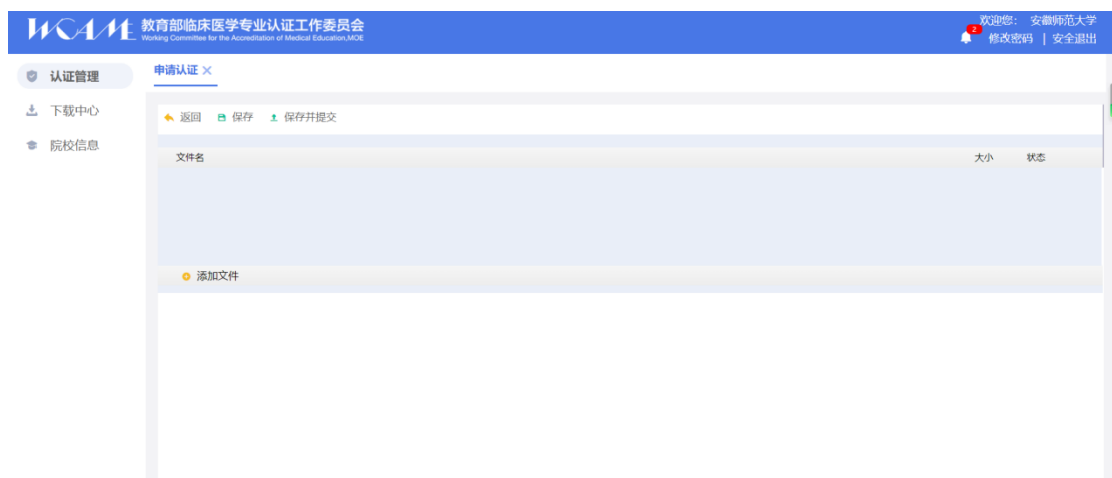 WCAME 教育部临床医学专业认证工作委员会
Working Committee for the Accreditation of Medical Education,MOE
欢迎您: 安徽师范大学
2
修改密码 | 安全退出
认证管理
下载中心
院校信息
申请认证 ×
返回 保存 保存并提交
文件名 大小 状态
添加文件